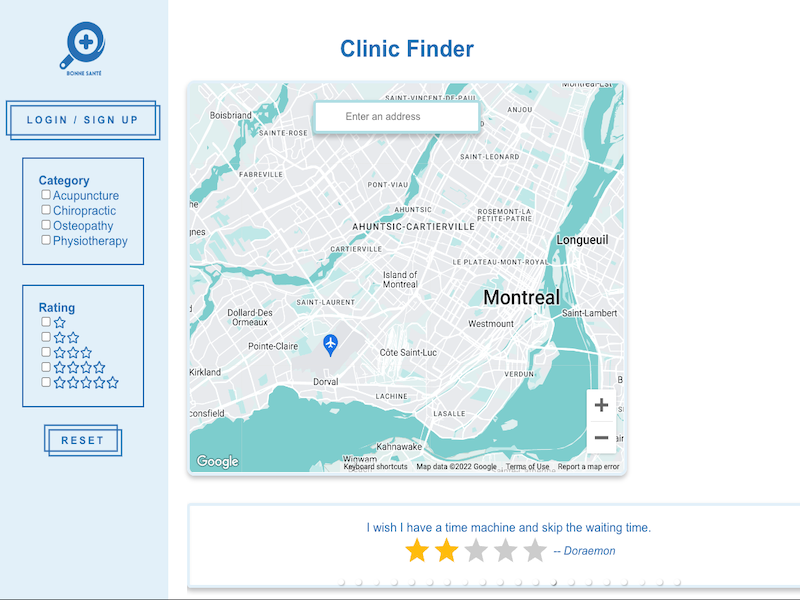 BONNE SANTÉ
LOGIN / SIGN UP
Category
Acupuncture
Chiropractic
Osteopathy
Physiotherapy
Rating
RESET
Clinic Finder
Enter an address
SAINT-VINCENT-DE-PAUL
Boisbriand
SAINTE-ROSE
ANJOU
SAINT-LEONARD
FABREVILLE
PONT-VIAU
AHUNTSIC
ROSEMONT-LA
PETITE-PATRIE
AHUNTSIC-CARTIERVILLE
CARTIERVILLE
Longueuil
LE PLATEAU-MONT-ROYAL
Island of
Montreal
SAINT-LAURENT
Montreal
Dollard-Des
Ormeaux
Saint-Lambert
Westmount
Pointe-Claire
Côte Saint-Luc
Kirkland
Dorval
VERDUN
LACHINE
LASALLE
Kahnawake
Google
Keyboard shortcuts
Map data ©2022 Google
Terms of Use
Report a map error
I wish I have a time machine and skip the waiting time.
-- Doraemon